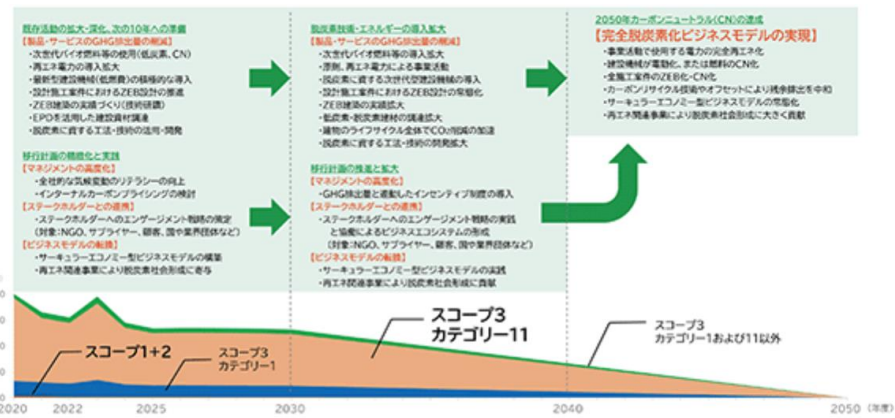 既存活動の拡大・深化、次の10年への準備
【製品・サービスのGHG排出量の削減】
・次世代バイオ燃料等の使用(低炭素、CN)
・再エネ電力の導入拡大
・最新型建設機械(低燃費)の積極的な導入
・設計施工案件におけるZEB設計の推進
・ZEB建築の実績づくり(技術研鑽)
・EPDを活用した建設資材調達
・脱炭素に資する工法・技術の活用・開発
移行計画の精緻化と実践
【マネジメントの高度化】
・全社的な気候変動のリテラシーの向上
・インターナルカーボンプライシングの検討
【ステークホルダーとの連携】
・ステークホルダーへのエンゲージメント戦略の策定
(対象:NGO、サプライヤー、顧客、国や業界団体など)
【ビジネスモデルの転換】
・サーキュラーエコノミー型ビジネスモデルの構築
・再エネ関連事業により脱炭素社会形成に寄与
脱炭素技術・エネルギーの導入拡大
【製品・サービスのGHG排出量の削減】
・次世代バイオ燃料等の導入拡大
・原則、再エネ電力による事業活動
・脱炭素に資する次世代型建設機械の導入
・設計施工案件におけるZEB設計の常態化
・ZEB建築の実績拡大
・低炭素・脱炭素建材の調達拡大
・建物のライフサイクル全体でCO₂削減の加速
・脱炭素に資する工法・技術の開発拡大
移行計画の推進と拡大
【マネジメントの高度化】
・GHG排出量と連動したインセンティブ制度の導入
【ステークホルダーとの連携】
・ステークホルダーへのエンゲージメント戦略の実践
と協働によるビジネスエコシステムの形成
(対象:NGO、サプライヤー、顧客、国や業界団体など)
【ビジネスモデルの転換】
・サーキュラーエコノミー型ビジネスモデルの実践
・再エネ関連事業により脱炭素社会形成に貢献
2050年カーボンニュートラル(CN)の達成
【完全脱炭素化ビジネスモデルの実現】
・事業活動で使用する電力の完全再エネ化
・建設機械が電動化、または燃料のCN化
・全施工案件のZEB化・CN化
・カーボンリサイクル技術やオフセットにより残余排出を中和
・サーキュラーエコノミー型ビジネスモデルの常態化
・再エネ関連事業により脱炭素社会形成に大きく貢献
スコープ1+2
スコープ3
カテゴリー1
スコープ3
カテゴリー11
スコープ3
カテゴリー1および11以外
2020 2022 2025 2030 2040 2050 (年度)